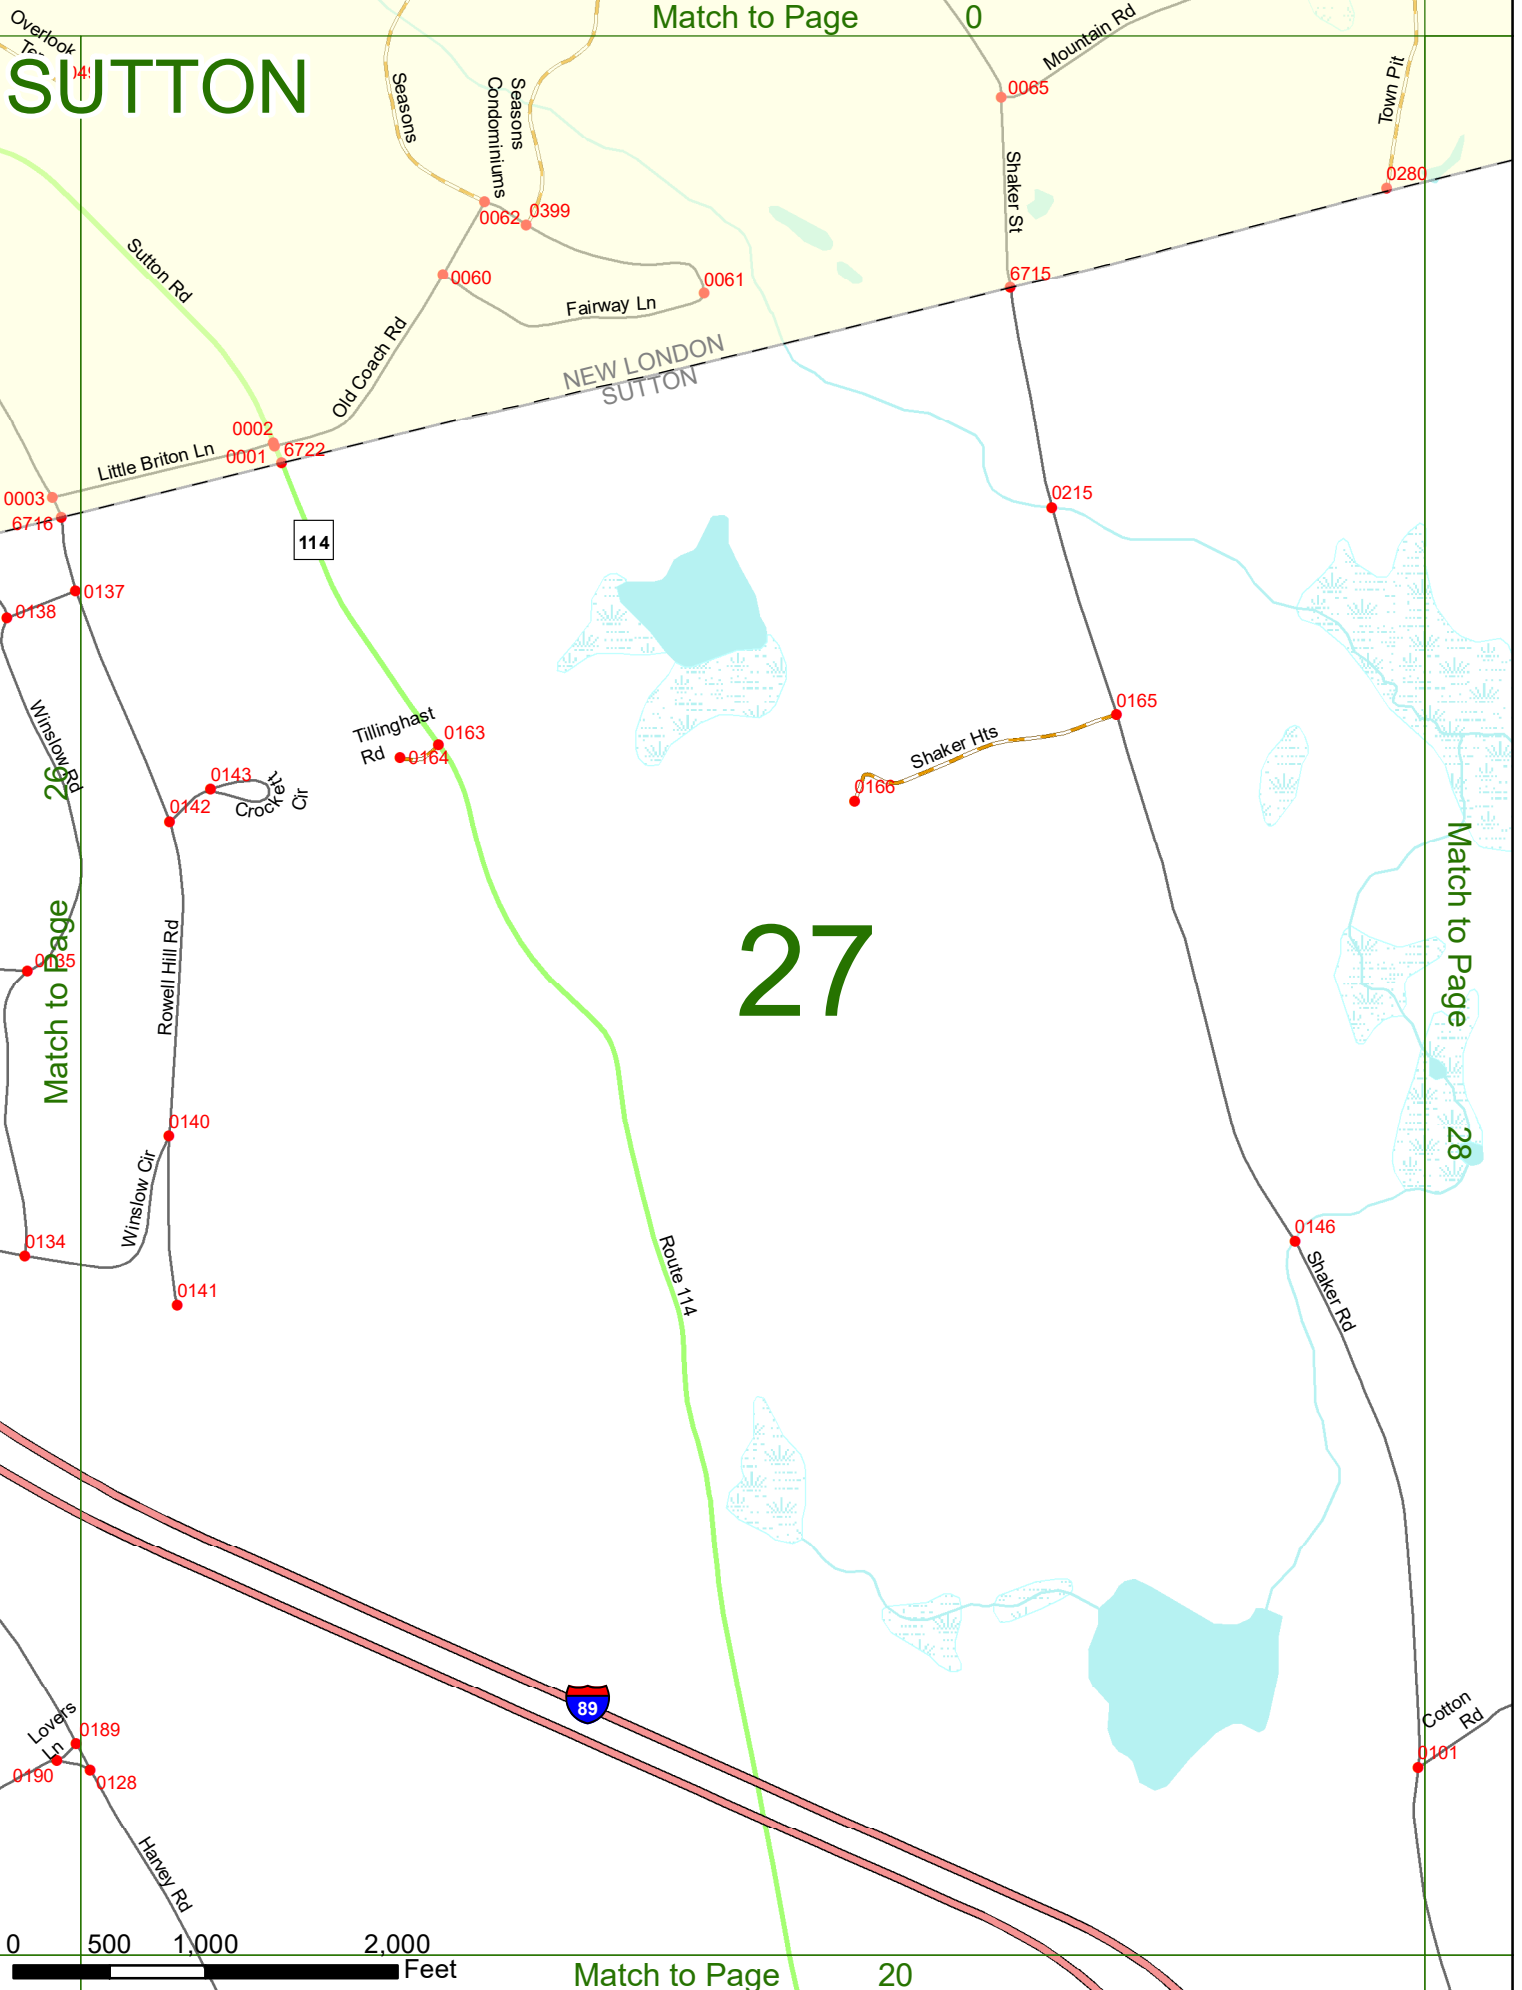 Match to Page 0
Overlook
SUTTON
Seasons
Seasons
Condominiums
Mountain Rd
0065
Town Pit
0280
Shaker St
0062
0399
Sutton Rd
0060
0061
Fairway Ln
6715
Old Coach Rd
NEW LONDON
SUTTON
0002
0001
6722
Little Briton Ln
0003
6716
114
0215
0137
0138
Winslow Rd
Tillinghast
Rd
0163
0164
0165
Shaker Hts
0166
0143
Crockett
Cir
0142
26
Match to Page
0135
Rowell Hill Rd
27
Match to Page
28
0140
Winslow Cir
0134
0141
0146
Shaker Rd
Route 114
89
Lovers
Ln
0189
0190
0128
Cotton
Rd
0101
Harvey Rd
0 500 1,000 2,000
Feet
Match to Page 20